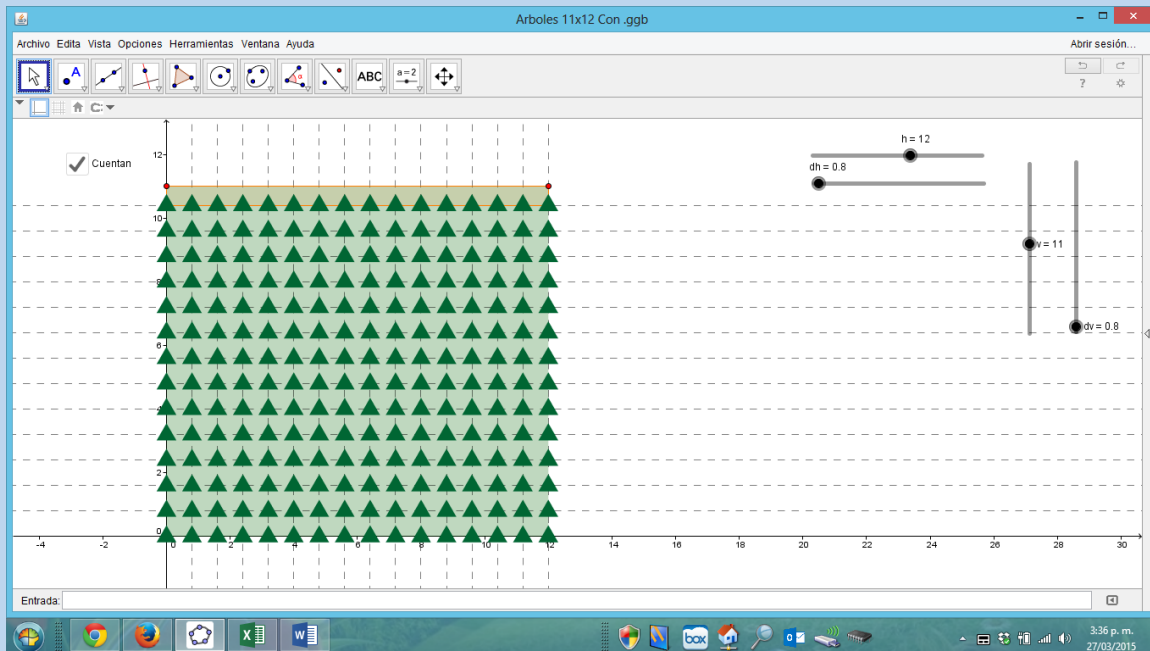 Arboles 11x12 Con .ggb
Archivo Edita Vista Opciones Herramientas Ventana Ayuda
Abrir sesión...
A
ABC
a=2
?
Cuentan
h = 12
dh = 0.8
v = 11
dv = 0.8
12
10
8
6
4
2
0
-4 -2 0 2 4 6 8 10 12 14 16 18 20 22 24 26 28 30
Entrada:
box
3:36 p. m.
27/03/2015